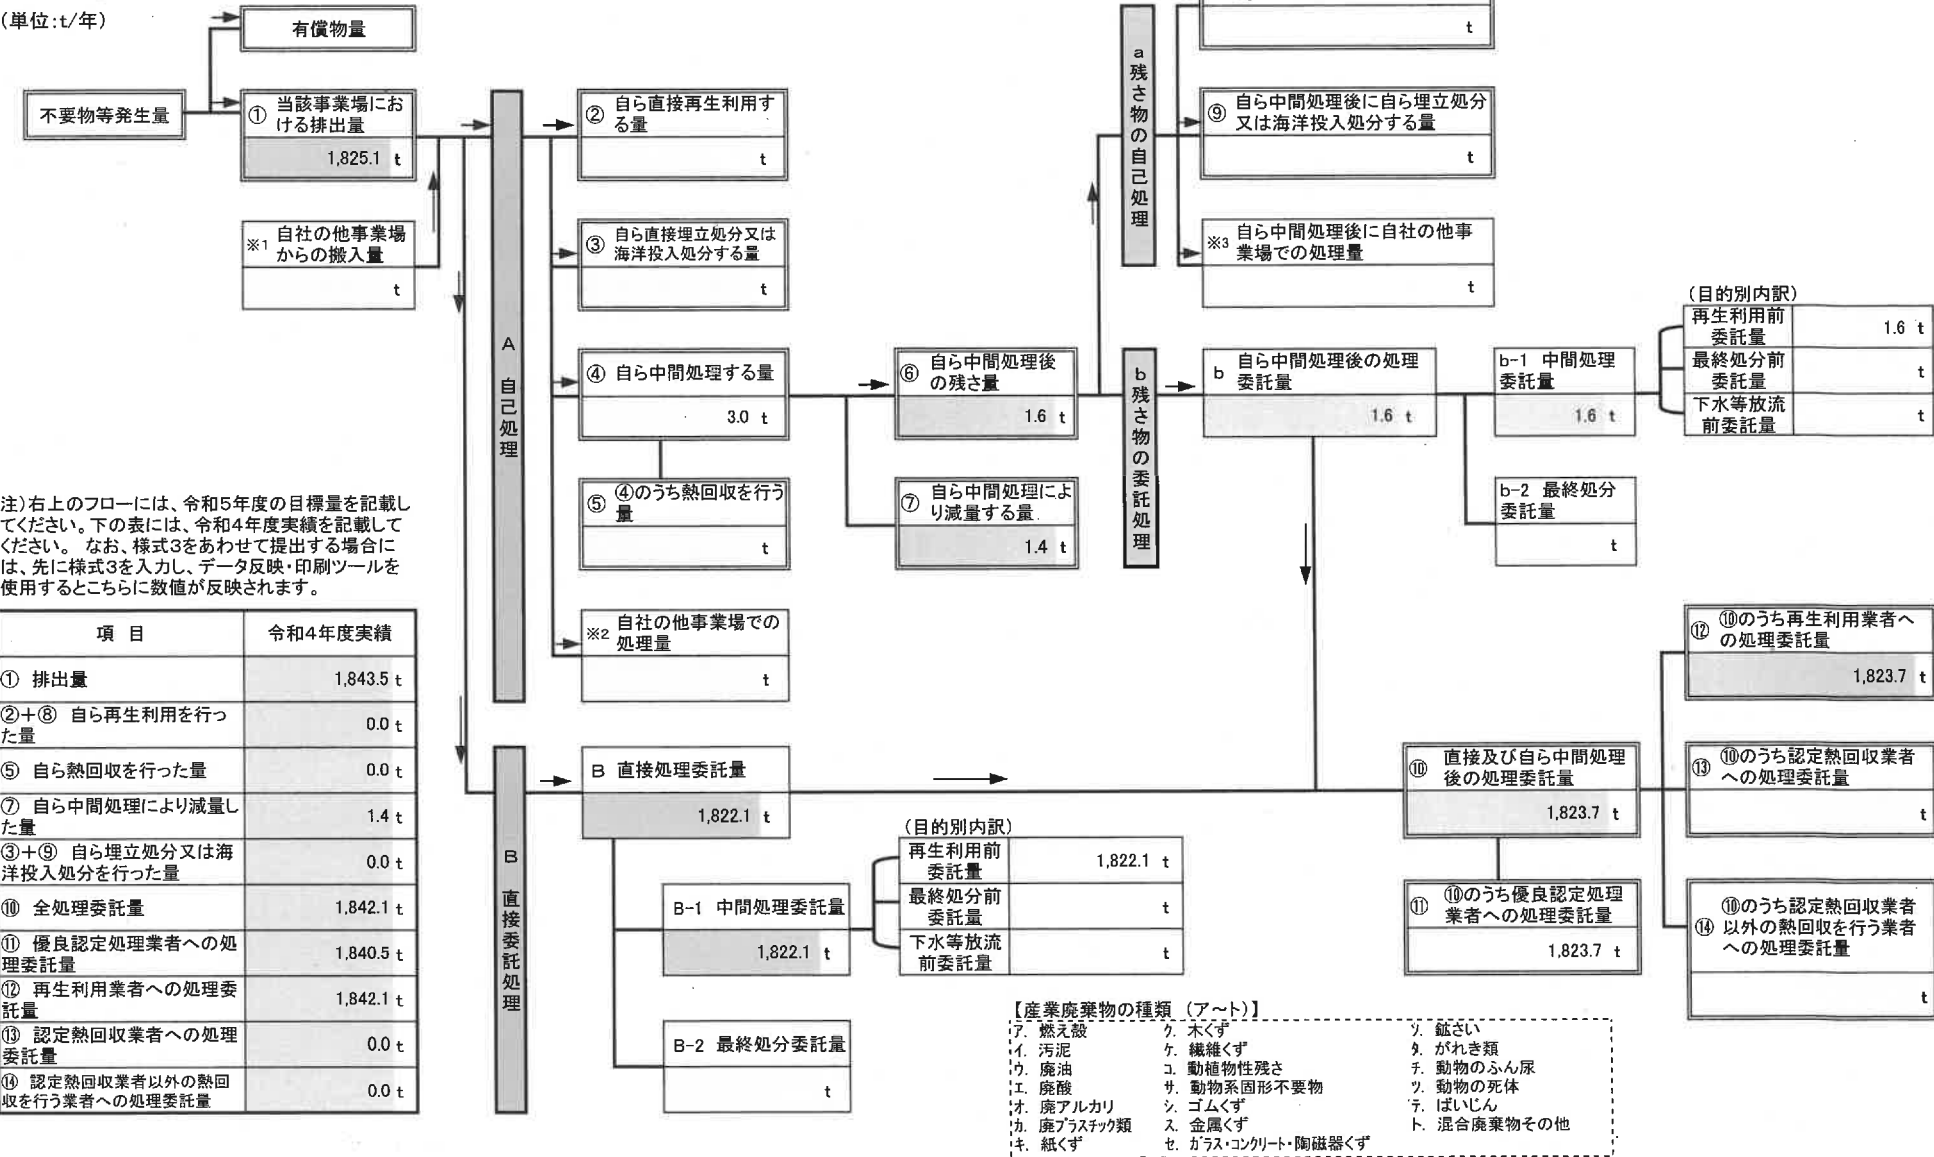 (単位:t/年)
有償物量
不要物等発生量
① 当該事業場にお
ける排出量
1,825.1 t
※1 自社の他事業場
からの搬入量
t
A 自己処理
② 自ら直接再生利用す
る量
t
③ 自ら直接埋立処分又は
海洋投入処分する量
t
④ 自ら中間処理する量
3.0 t
⑤ ④のうち熱回収を行う
量
t
※2 自社の他事業場での
処理量
t
⑥ 自ら中間処理後
の残さ量
1.6 t
⑦ 自ら中間処理によ
り減量する量
1.4 t
a 残さ物の自己処理
t
⑨ 自ら中間処理後に自ら埋立処分
又は海洋投入処分する量
t
※3 自ら中間処理後に自社の他事
業場での処理量
t
b 残さ物の委託処理
b 自ら中間処理後の処理
委託量
1.6 t
b-1 中間処理
委託量
1.6 t
b-2 最終処分
委託量
t
(目的別内訳)
再生利用前
委託量
1.6 t
最終処分前
委託量
t
下水等放流
前委託量
t
注)右上のフローには、令和5年度の目標量を記載し
てください。下の表には、令和4年度実績を記載して
ください。 なお、様式3をあわせて提出する場合に
は、先に様式3を入力し、データ反映・印刷ツールを
使用するとこちらに数値が反映されます。
項 目 令和4年度実績
① 排出量 1,843.5 t
②+⑧ 自ら再生利用を行っ
た量 0.0 t
⑤ 自ら熱回収を行った量 0.0 t
⑦ 自ら中間処理により減量し
た量 1.4 t
③+⑨ 自ら埋立処分又は海
洋投入処分を行った量 0.0 t
⑩ 全処理委託量 1,842.1 t
⑪ 優良認定処理業者への処
理委託量 1,840.5 t
⑫ 再生利用業者への処理委
託量 1,842.1 t
⑬ 認定熱回収業者への処理
委託量 0.0 t
⑭ 認定熱回収業者以外の熱回
収を行う業者への処理委託量 0.0 t
B 直接委託処理
B 直接処理委託量
1,822.1 t
B-1 中間処理委託量
1,822.1 t
B-2 最終処分委託量
t
(目的別内訳)
再生利用前
委託量
1,822.1 t
最終処分前
委託量
t
下水等放流
前委託量
t
⑩ 直接及び自ら中間処理
後の処理委託量
1,823.7 t
⑪ ⑩のうち優良認定処理
業者への処理委託量
1,823.7 t
⑫ ⑩のうち再生利用業者へ
の処理委託量
1,823.7 t
⑬ ⑩のうち認定熱回収業者
への処理委託量
t
⑭ ⑩のうち認定熱回収業者
以外の熱回収を行う業者
への処理委託量
t
【産業廃棄物の種類 (ア~ト)】
ア. 燃え殻
イ. 汚泥
ウ. 廃油
エ. 廃酸
オ. 廃アルカリ
カ. 廃プラスチック類
キ. 紙くず
ク. 木くず
ケ. 繊維くず
コ. 動植物性残さ
サ. 動物系固形不要物
シ. ゴムくず
ス. 金属くず
セ. ガラス・コンクリート・陶磁器くず
ソ. 鉱さい
タ. がれき類
チ. 動物のふん尿
ツ. 動物の死体
テ. ばいじん
ト. 混合廃棄物その他